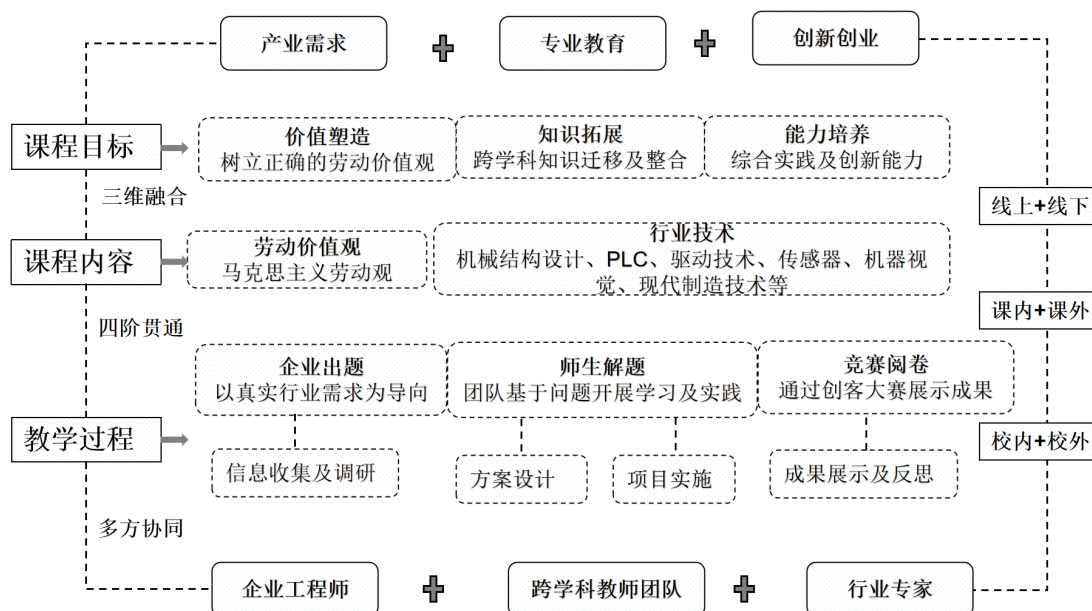 产业需求
专业教育
创新创业
课程目标
价值塑造
树立正确的劳动价值观
知识拓展
跨学科知识迁移及整合
能力培养
综合实践及创新能力
三维融合
线上+线下
课程内容
劳动价值观
马克思主义劳动观
行业技术
机械结构设计、PLC、驱动技术、传感器、机器视
觉、现代制造技术等
四阶贯通
课内+课外
企业出题
以真实行业需求为导向
师生解题
团队基于问题开展学习及实践
竞赛阅卷
通过创客大赛展示成果
教学过程
校内+校外
信息收集及调研
方案设计
项目实施
成果展示及反思
多方协同
企业工程师
跨学科教师团队
行业专家